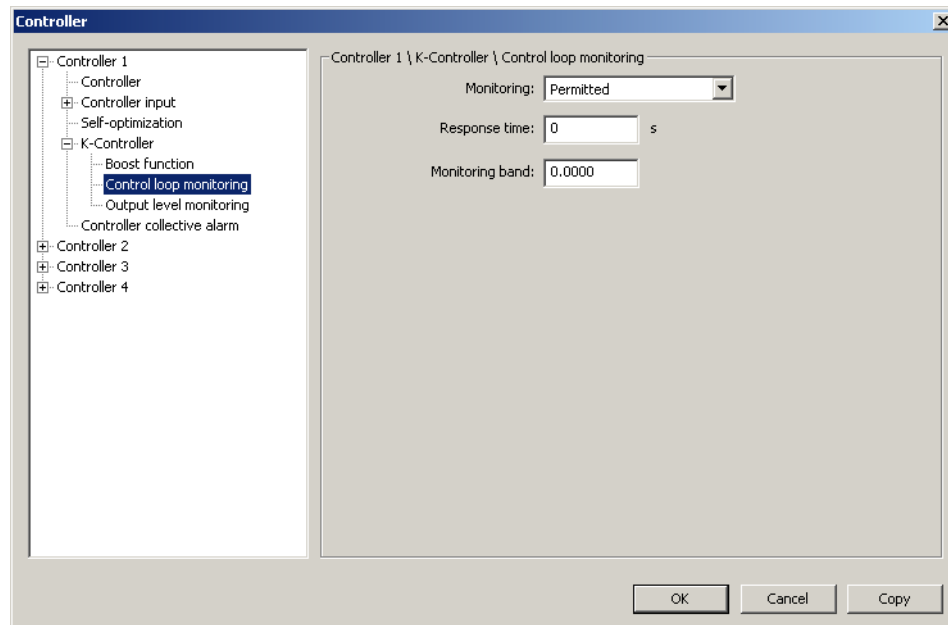 Controller
Controller 1
Controller
Controller input
Self-optimization
K-Controller
Boost function
Control loop monitoring
Output level monitoring
Controller collective alarm
Controller 2
Controller 3
Controller 4
Controller 1 \ K-Controller \ Control loop monitoring
Monitoring: Permitted
Response time: 0 s
Monitoring band: 0.0000
OK Cancel Copy